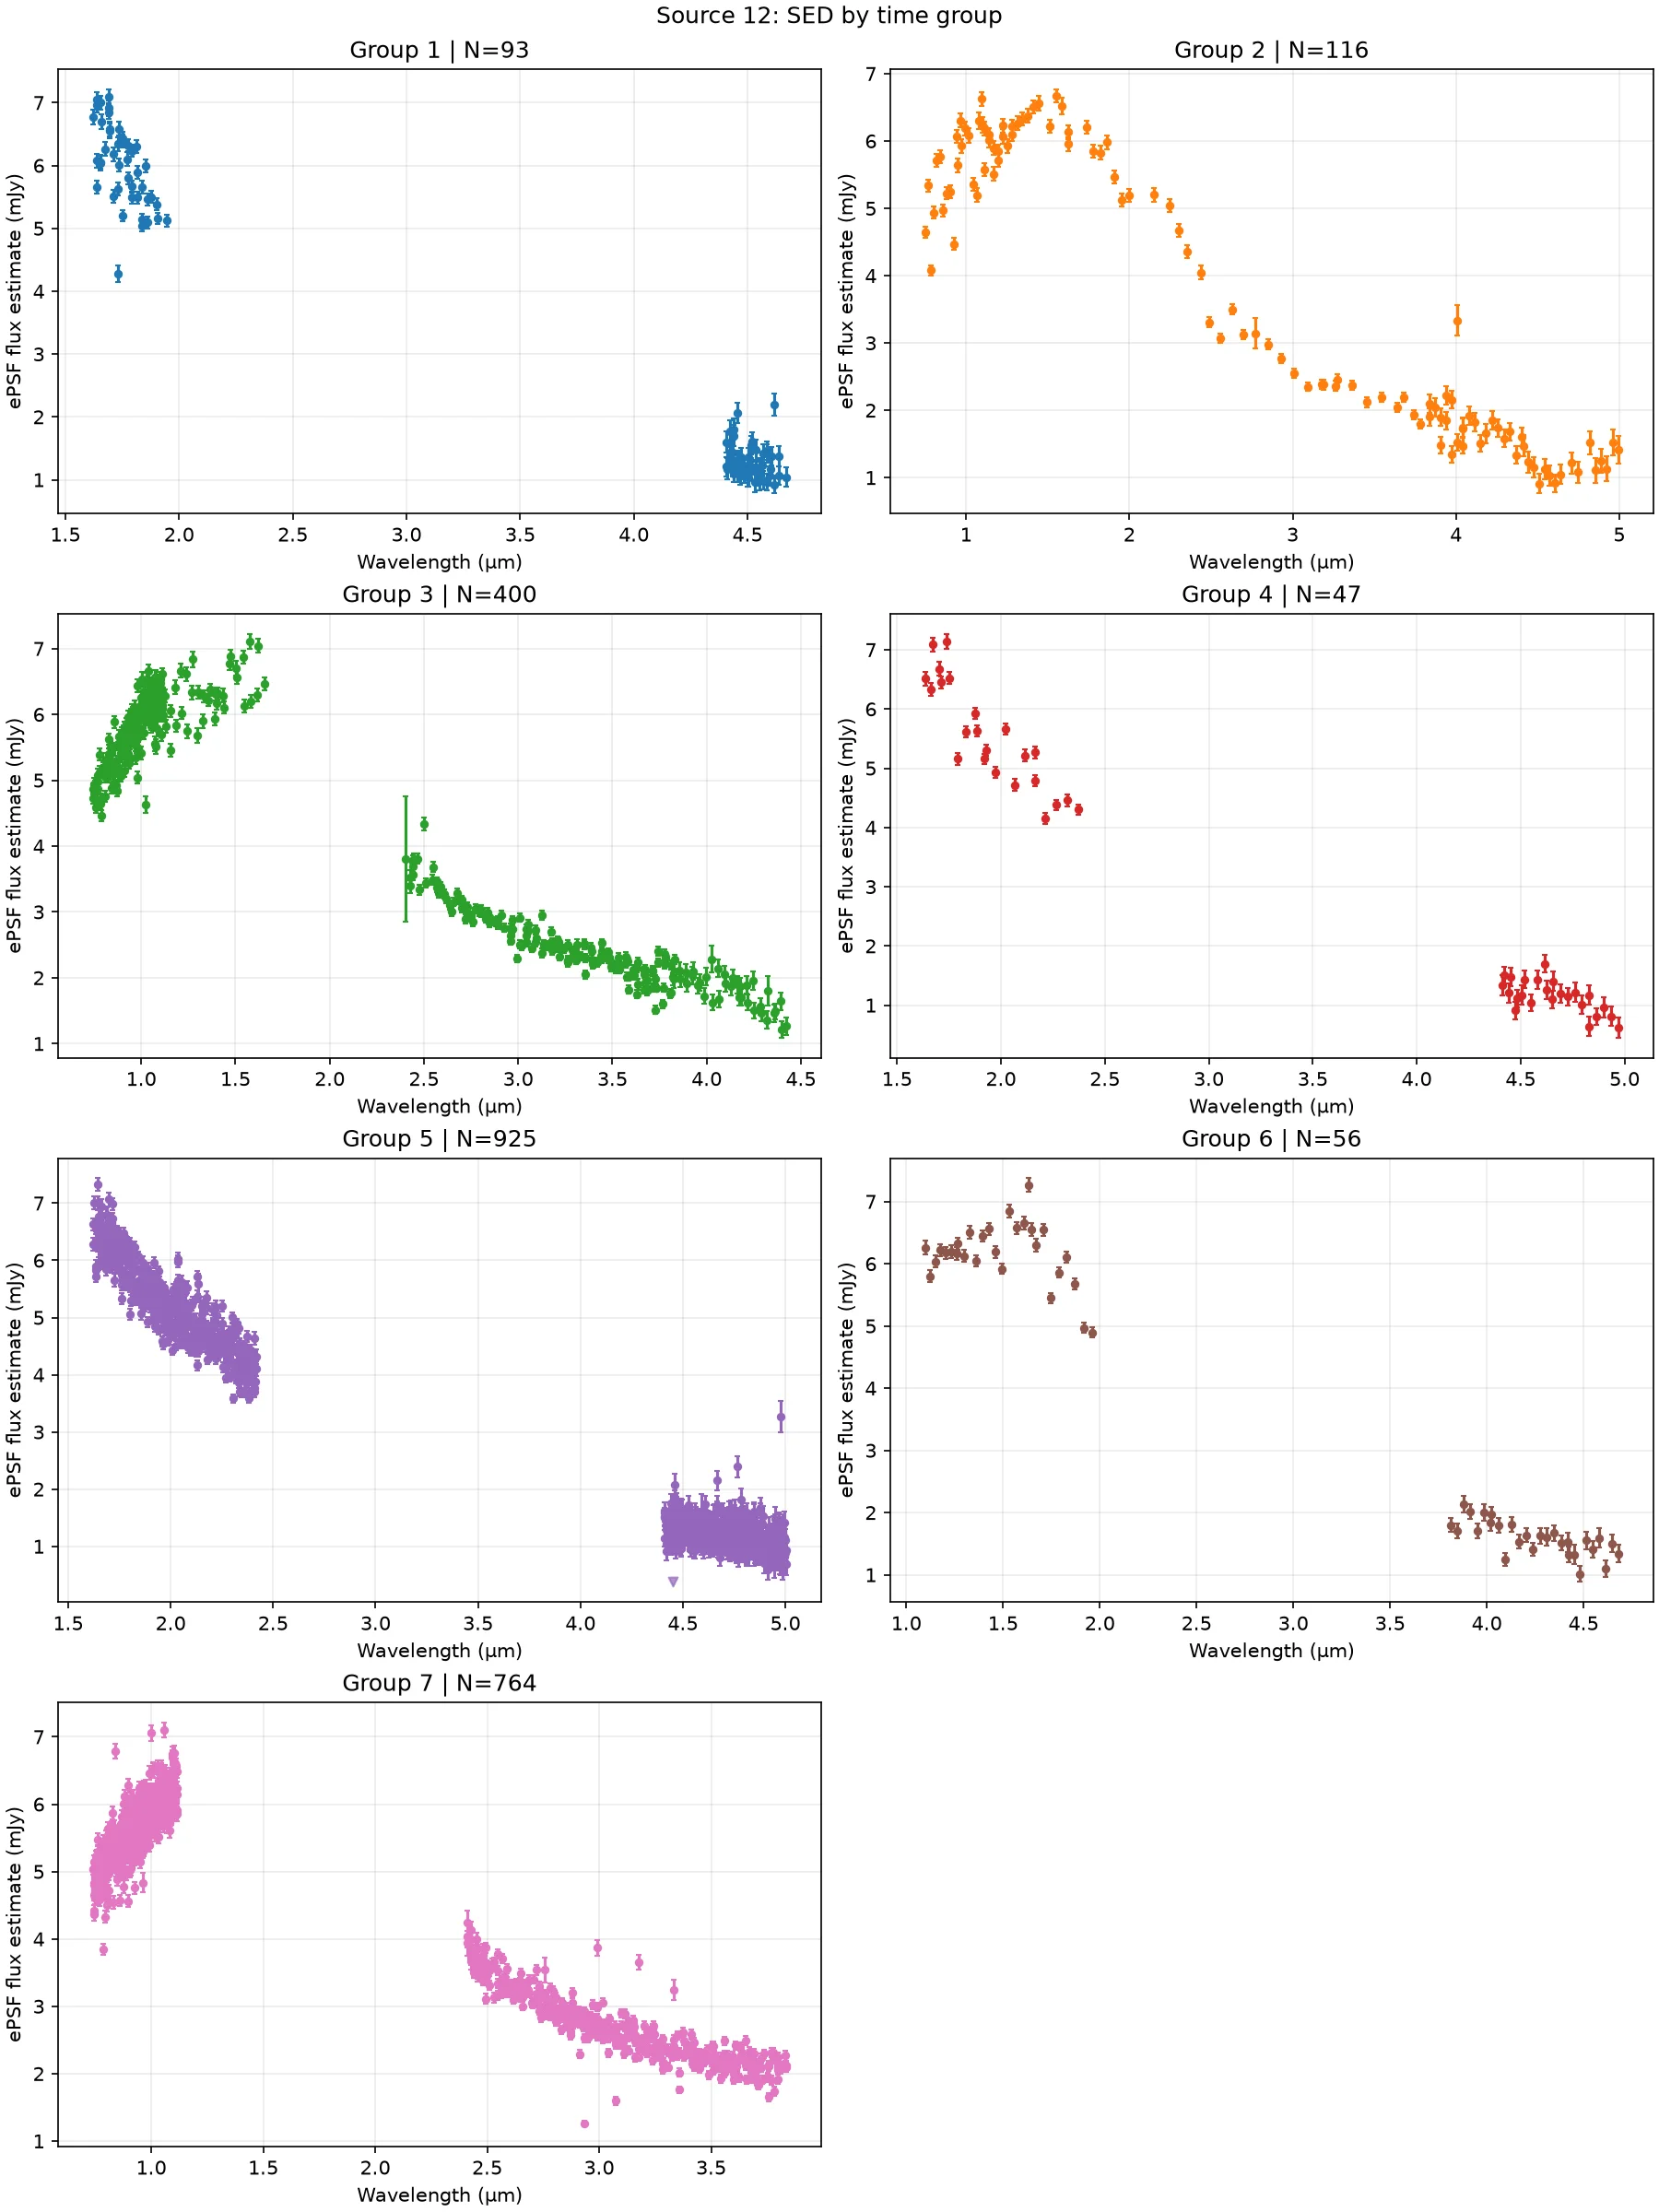 Source 12: SED by time group
Group 1 | N=93
ePSF flux estimate (mJy)
7
6
5
4
3
2
1
1.5 2.0 2.5 3.0 3.5 4.0 4.5
Wavelength (µm)
Group 2 | N=116
ePSF flux estimate (mJy)
7
6
5
4
3
2
1
1 2 3 4 5
Wavelength (µm)
Group 3 | N=400
ePSF flux estimate (mJy)
7
6
5
4
3
2
1
1.0 1.5 2.0 2.5 3.0 3.5 4.0 4.5
Wavelength (µm)
Group 4 | N=47
ePSF flux estimate (mJy)
7
6
5
4
3
2
1
1.5 2.0 2.5 3.0 3.5 4.0 4.5 5.0
Wavelength (µm)
Group 5 | N=925
ePSF flux estimate (mJy)
7
6
5
4
3
2
1
1.5 2.0 2.5 3.0 3.5 4.0 4.5 5.0
Wavelength (µm)
Group 6 | N=56
ePSF flux estimate (mJy)
7
6
5
4
3
2
1
1.0 1.5 2.0 2.5 3.0 3.5 4.0 4.5
Wavelength (µm)
Group 7 | N=764
ePSF flux estimate (mJy)
7
6
5
4
3
2
1
1.0 1.5 2.0 2.5 3.0 3.5
Wavelength (µm)